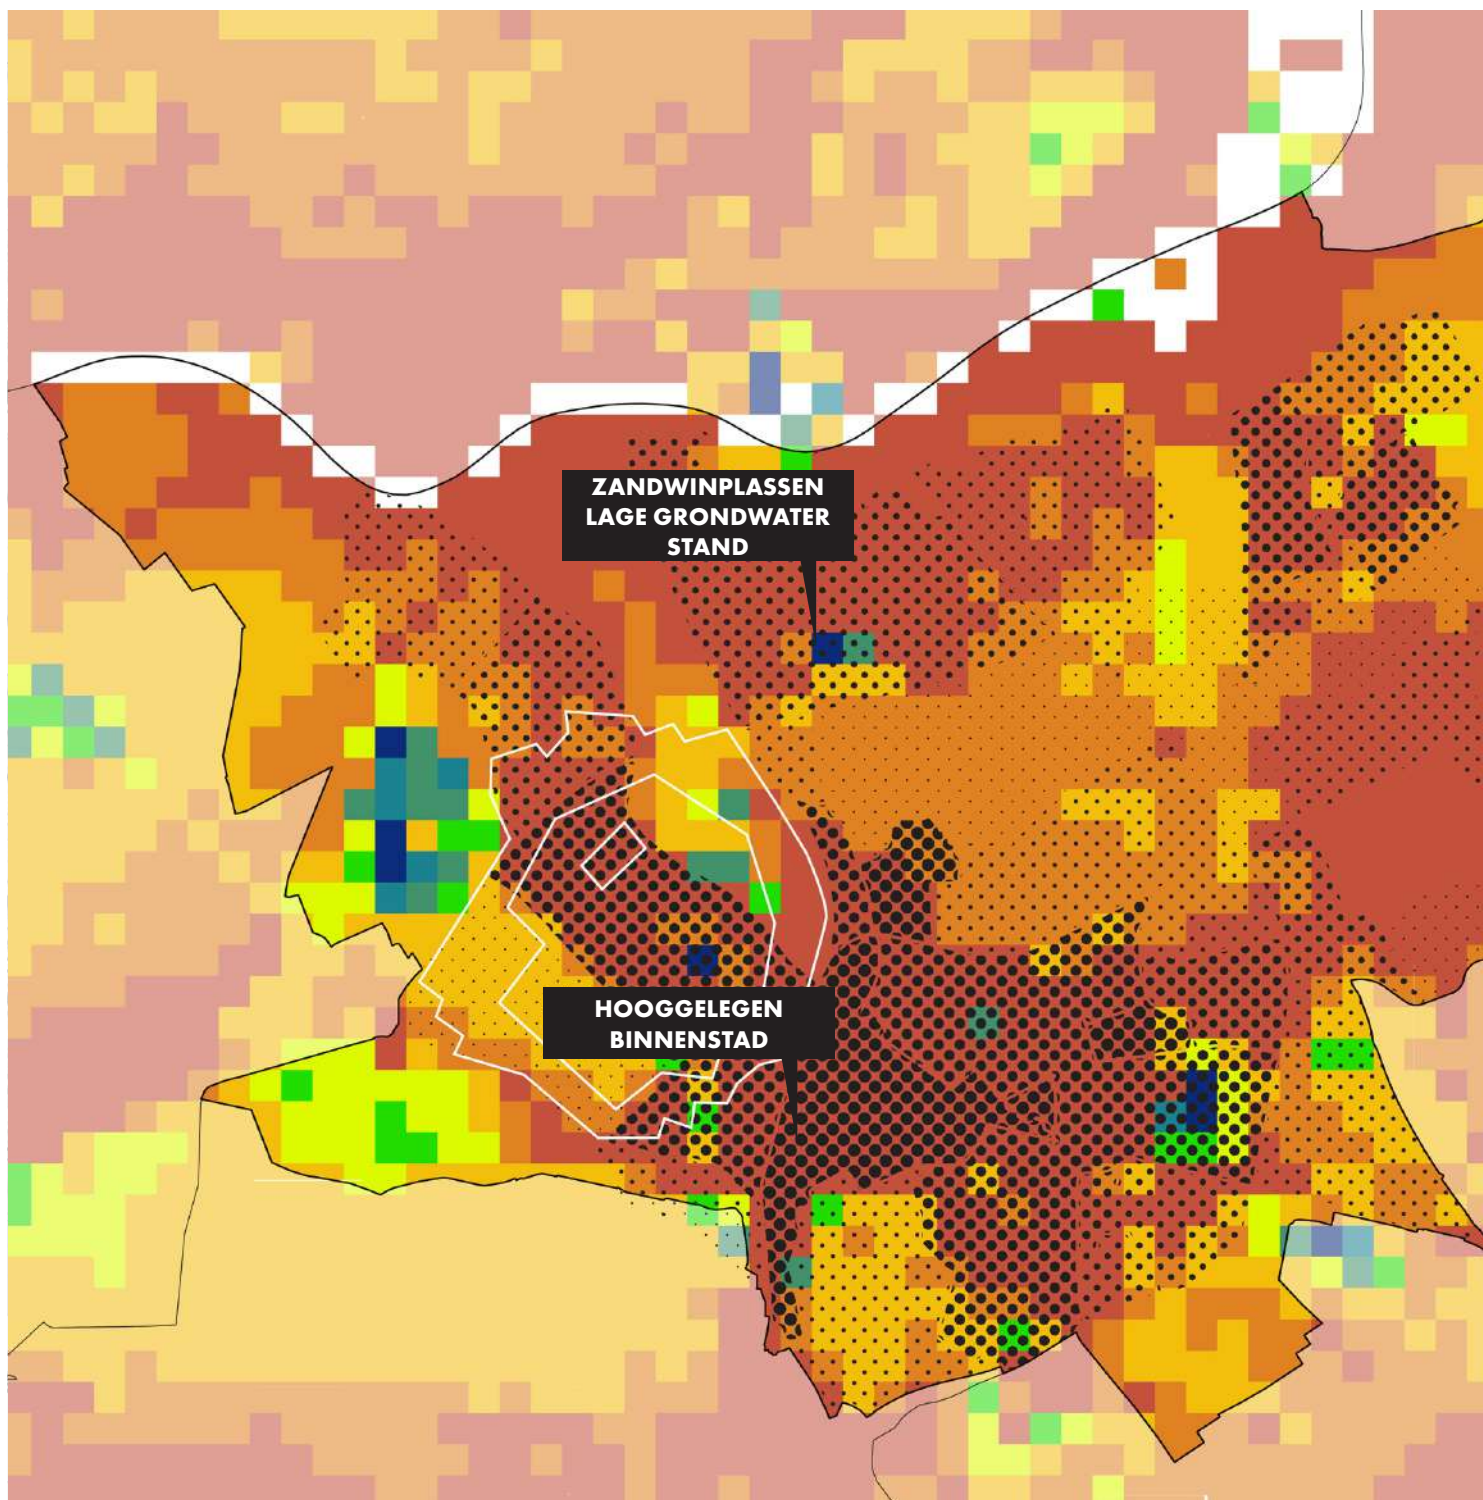 ZANDWINPLASSEN
LAGE GRONDWATER
STAND
HOOGGELEGEN
BINNENSTAD